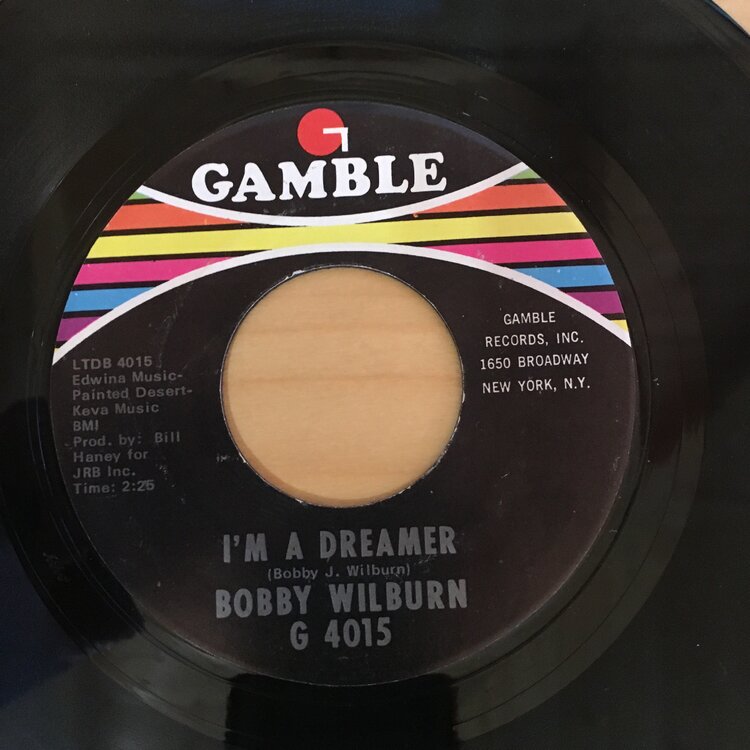 GAMBLE
GAMBLE
RECORDS, INC.
1650 BROADWAY
NEW YORK, N.Y.
LTDB 4015
Edwina Music-
Painted Desert-
Keva Music
BMI
Prod. by: Bill
Haney for
JRB Inc.
Time: 2:25
I'M A DREAMER
(Bobby J. Wilburn)
BOBBY WILBURN
G 4015